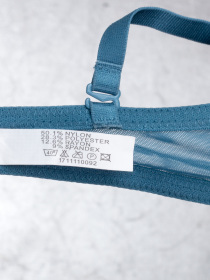 50.1% NYLON
28.3% POLYESTER
12.6% RAYON
9% SPANDEX
1711110092